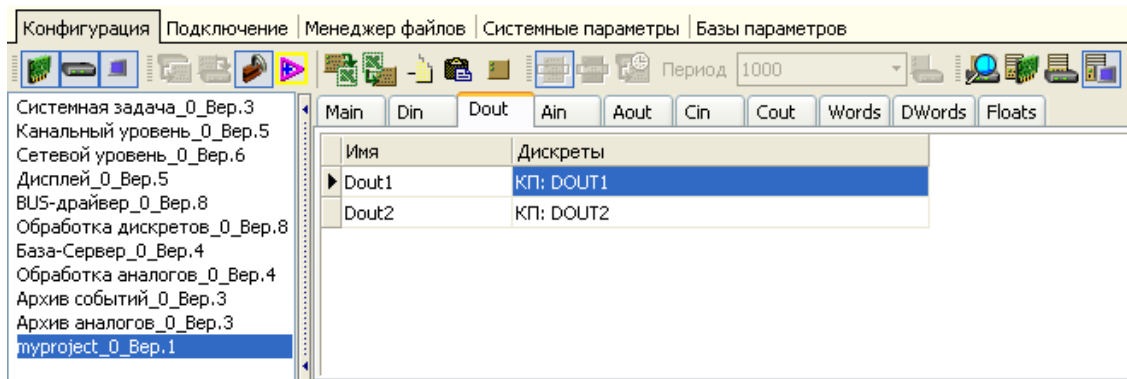 Конфигурация Подключение Менеджер файлов Системные параметры Базы параметров
Период 1000
Системная задача_0_Вер.3
Канальный уровень_0_Вер.5
Сетевой уровень_0_Вер.6
Дисплей_0_Вер.5
BUS-драйвер_0_Вер.8
Обработка дискретов_0_Вер.8
База-Сервер_0_Вер.4
Обработка аналогов_0_Вер.4
Архив событий_0_Вер.3
Архив аналогов_0_Вер.3
myproject_0_Вер.1
Main Din Dout Ain Aout Cin Cout Words DWords Floats
Имя Дискреты
Dout1 КП: DOUT1
Dout2 КП: DOUT2